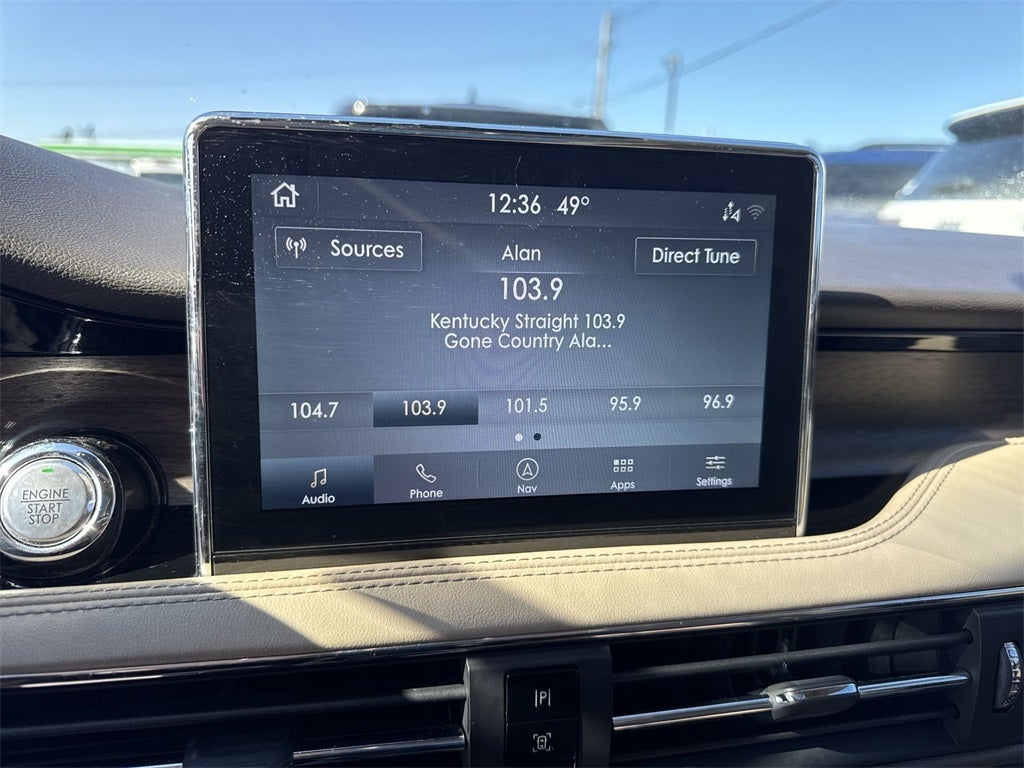 12:36 49°
Sources
Alan
Direct Tune
103.9
Kentucky Straight 103.9
Gone Country Ala...
104.7 103.9 101.5 95.9 96.9
Audio Phone Nav Apps Settings
ENGINE
START
STOP
P